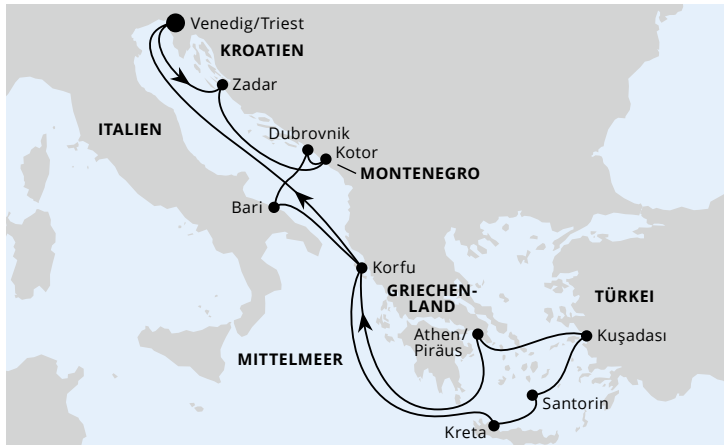 Venedig/Triest
KROATIEN
Zadar
ITALIEN
Dubrovnik
Kotor
MONTENEGRO
Bari
Korfu
GRIECHEN-
LAND
TÜRKEI
Athen/
Piräus
Kuşadası
MITTELMEER
Santorin
Kreta